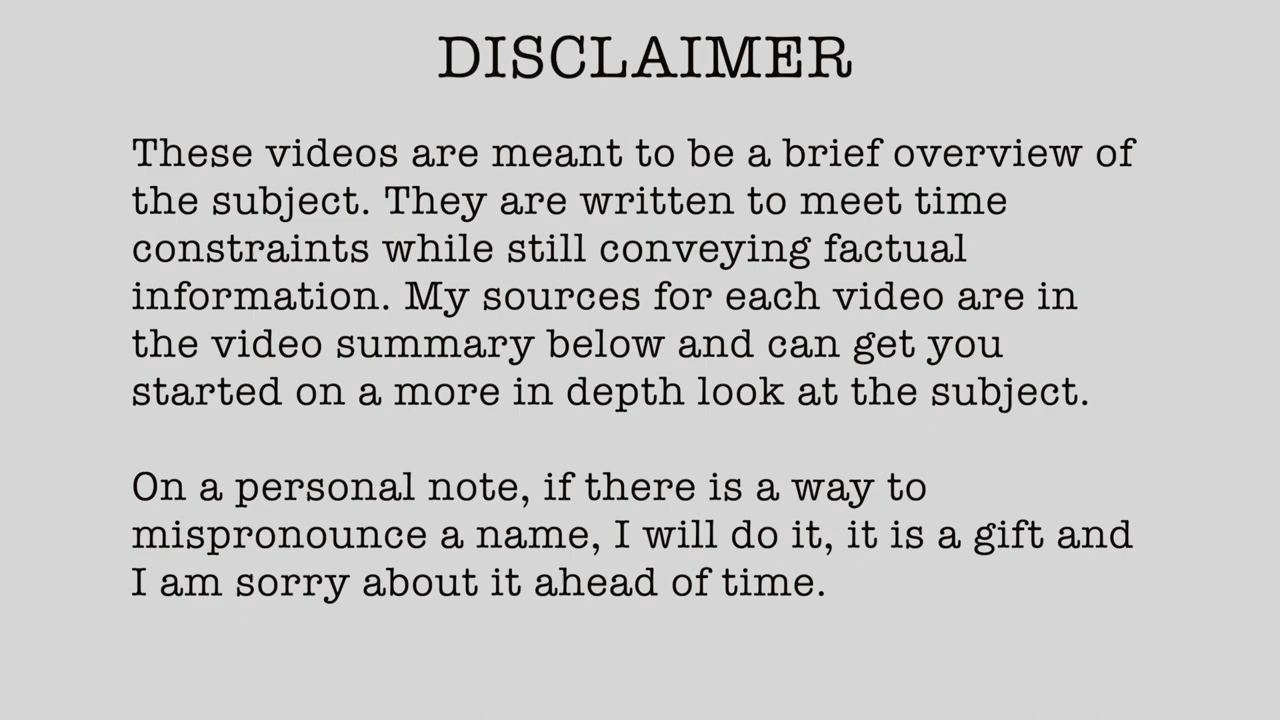 DISCLAIMER
These videos are meant to be a brief overview of
the subject. They are written to meet time
constraints while still conveying factual
information. My sources for each video are in
the video summary below and can get you
started on a more in depth look at the subject.
On a personal note, if there is a way to
mispronounce a name, I will do it, it is a gift and
I am sorry about it ahead of time.